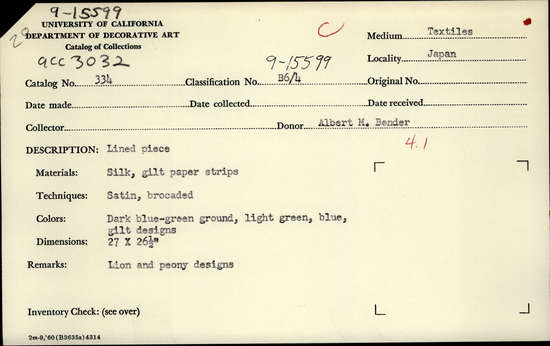 9-15599
UNIVERSITY OF CALIFORNIA
DEPARTMENT OF DECORATIVE ART
Catalog of Collections
acc 3032
C
Medium Textiles
Locality Japan
9-15599
Catalog No. 334 Classification No. B6/4 Original No.
Date made Date collected Date received
Collector Donor Albert M. Bender
4.1
DESCRIPTION: Lined piece
Materials: Silk, gilt paper strips
Techniques: Satin, brocaded
Colors: Dark blue-green ground, light green, blue,
gilt designs
Dimensions: 27 X 26½"
Remarks: Lion and peony designs
Inventory Check: (see over)
2m-9,'60(B3635s)4314